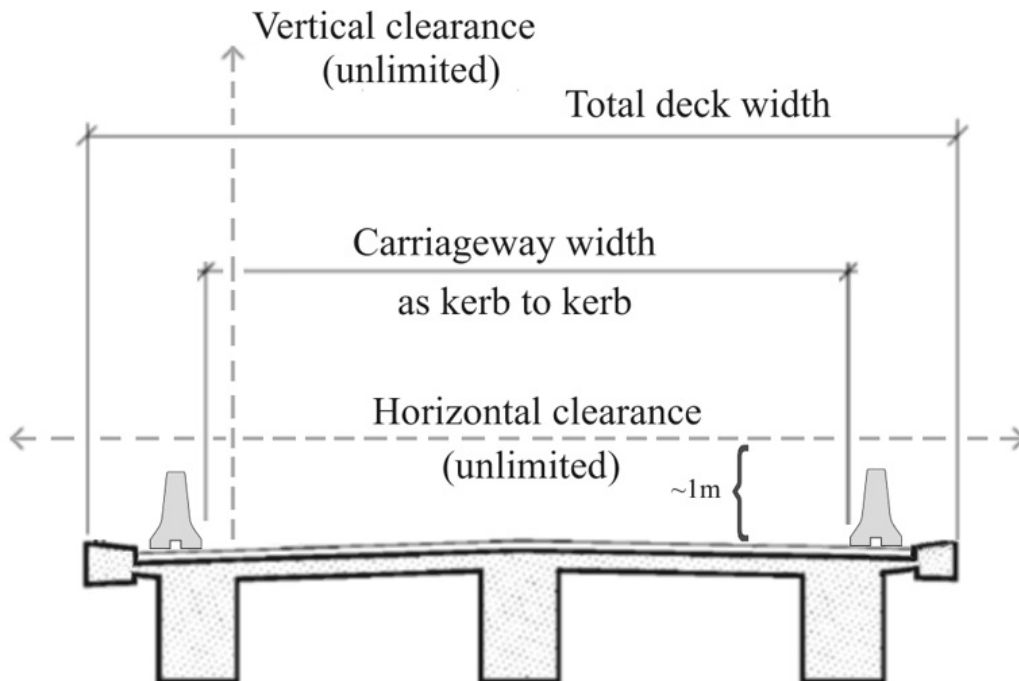 Vertical clearance
(unlimited)
Total deck width
Carriageway width
as kerb to kerb
Horizontal clearance
(unlimited)
~1m